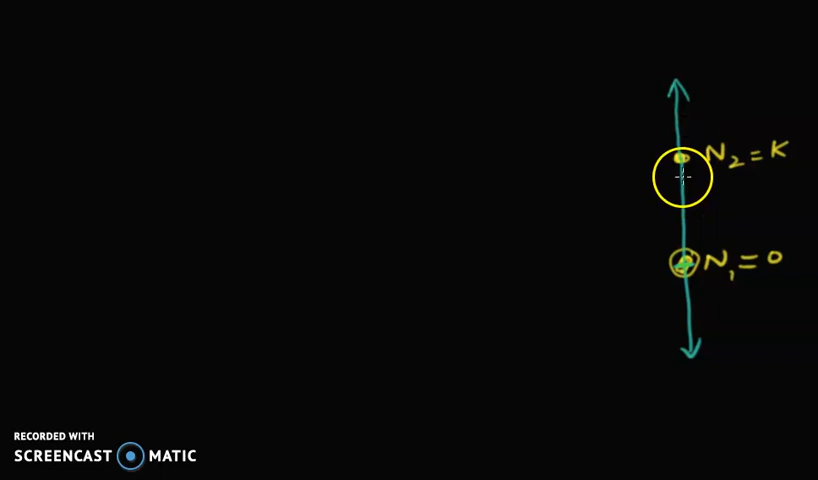 N₂ = K
N₁ = 0
RECORDED WITH
SCREENCAST MATIC